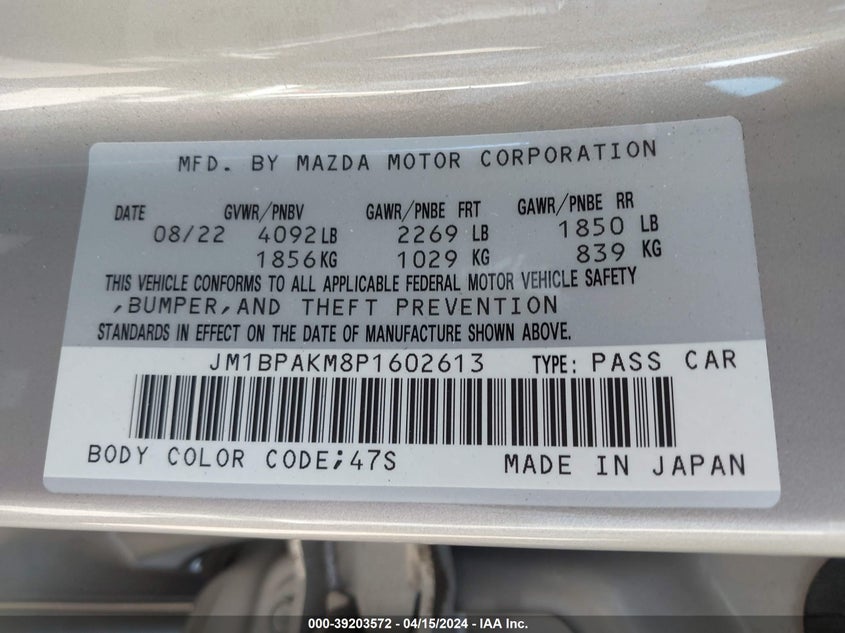 MFD. BY MAZDA MOTOR CORPORATION
DATE GVWR/PNBV GAWR/PNBE FRT GAWR/PNBE RR
08/22 4092LB 2269 LB 1850 LB
1856KG 1029 KG 839 KG
THIS VEHICLE CONFORMS TO ALL APPLICABLE FEDERAL MOTOR VEHICLE SAFETY
,BUMPER,AND THEFT PREVENTION
STANDARDS IN EFFECT ON THE DATE OF MANUFACTURE SHOWN ABOVE.
JM1BPAKM8P1602613 TYPE: PASS CAR
BODY COLOR CODE;47S MADE IN JAPAN
000-39203572 - 04/15/2024 - IAA Inc.